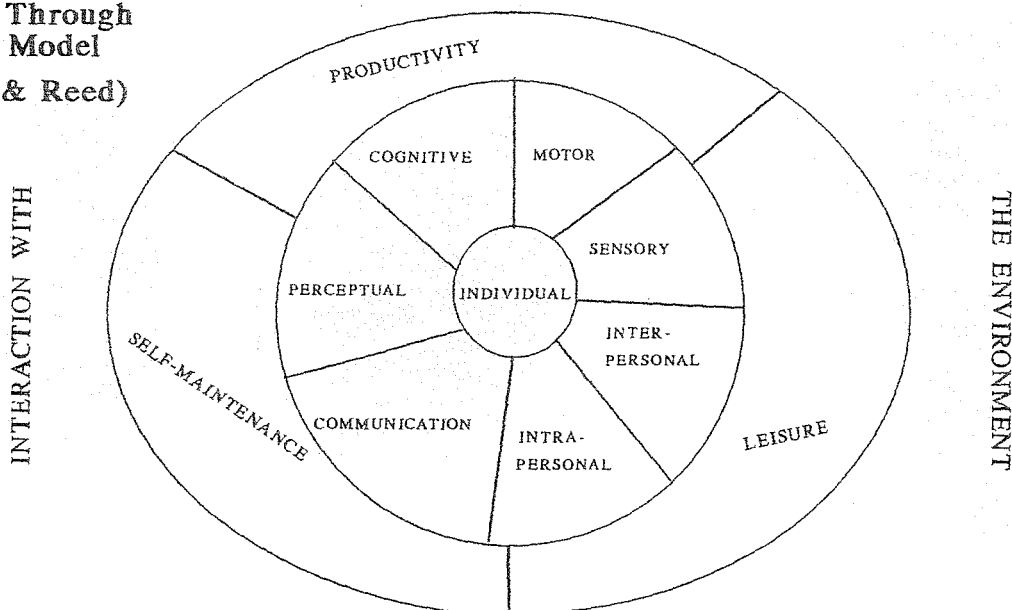 Through
Model
& Reed)
PRODUCTIVITY
COGNITIVE
MOTOR
SENSORY
PERCEPTUAL
INDIVIDUAL
INTER-
PERSONAL
COMMUNICATION
INTRA-
PERSONAL
SELF-MAINTENANCE
LEISURE
INTERACTION WITH
THE ENVIRONMENT